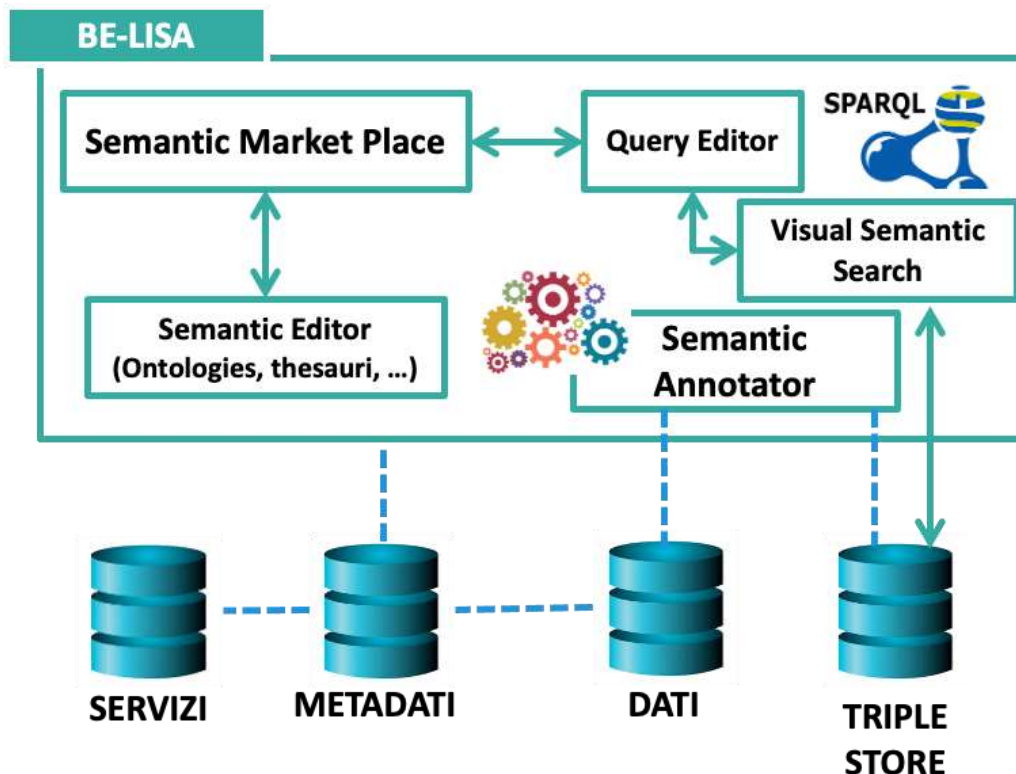 BE-LISA
Semantic Market Place
Query Editor
SPARQL
Visual Semantic
Search
Semantic Editor
(Ontologies, thesauri, ...)
Semantic
Annotator
SERVIZI
METADATI
DATI
TRIPLE
STORE